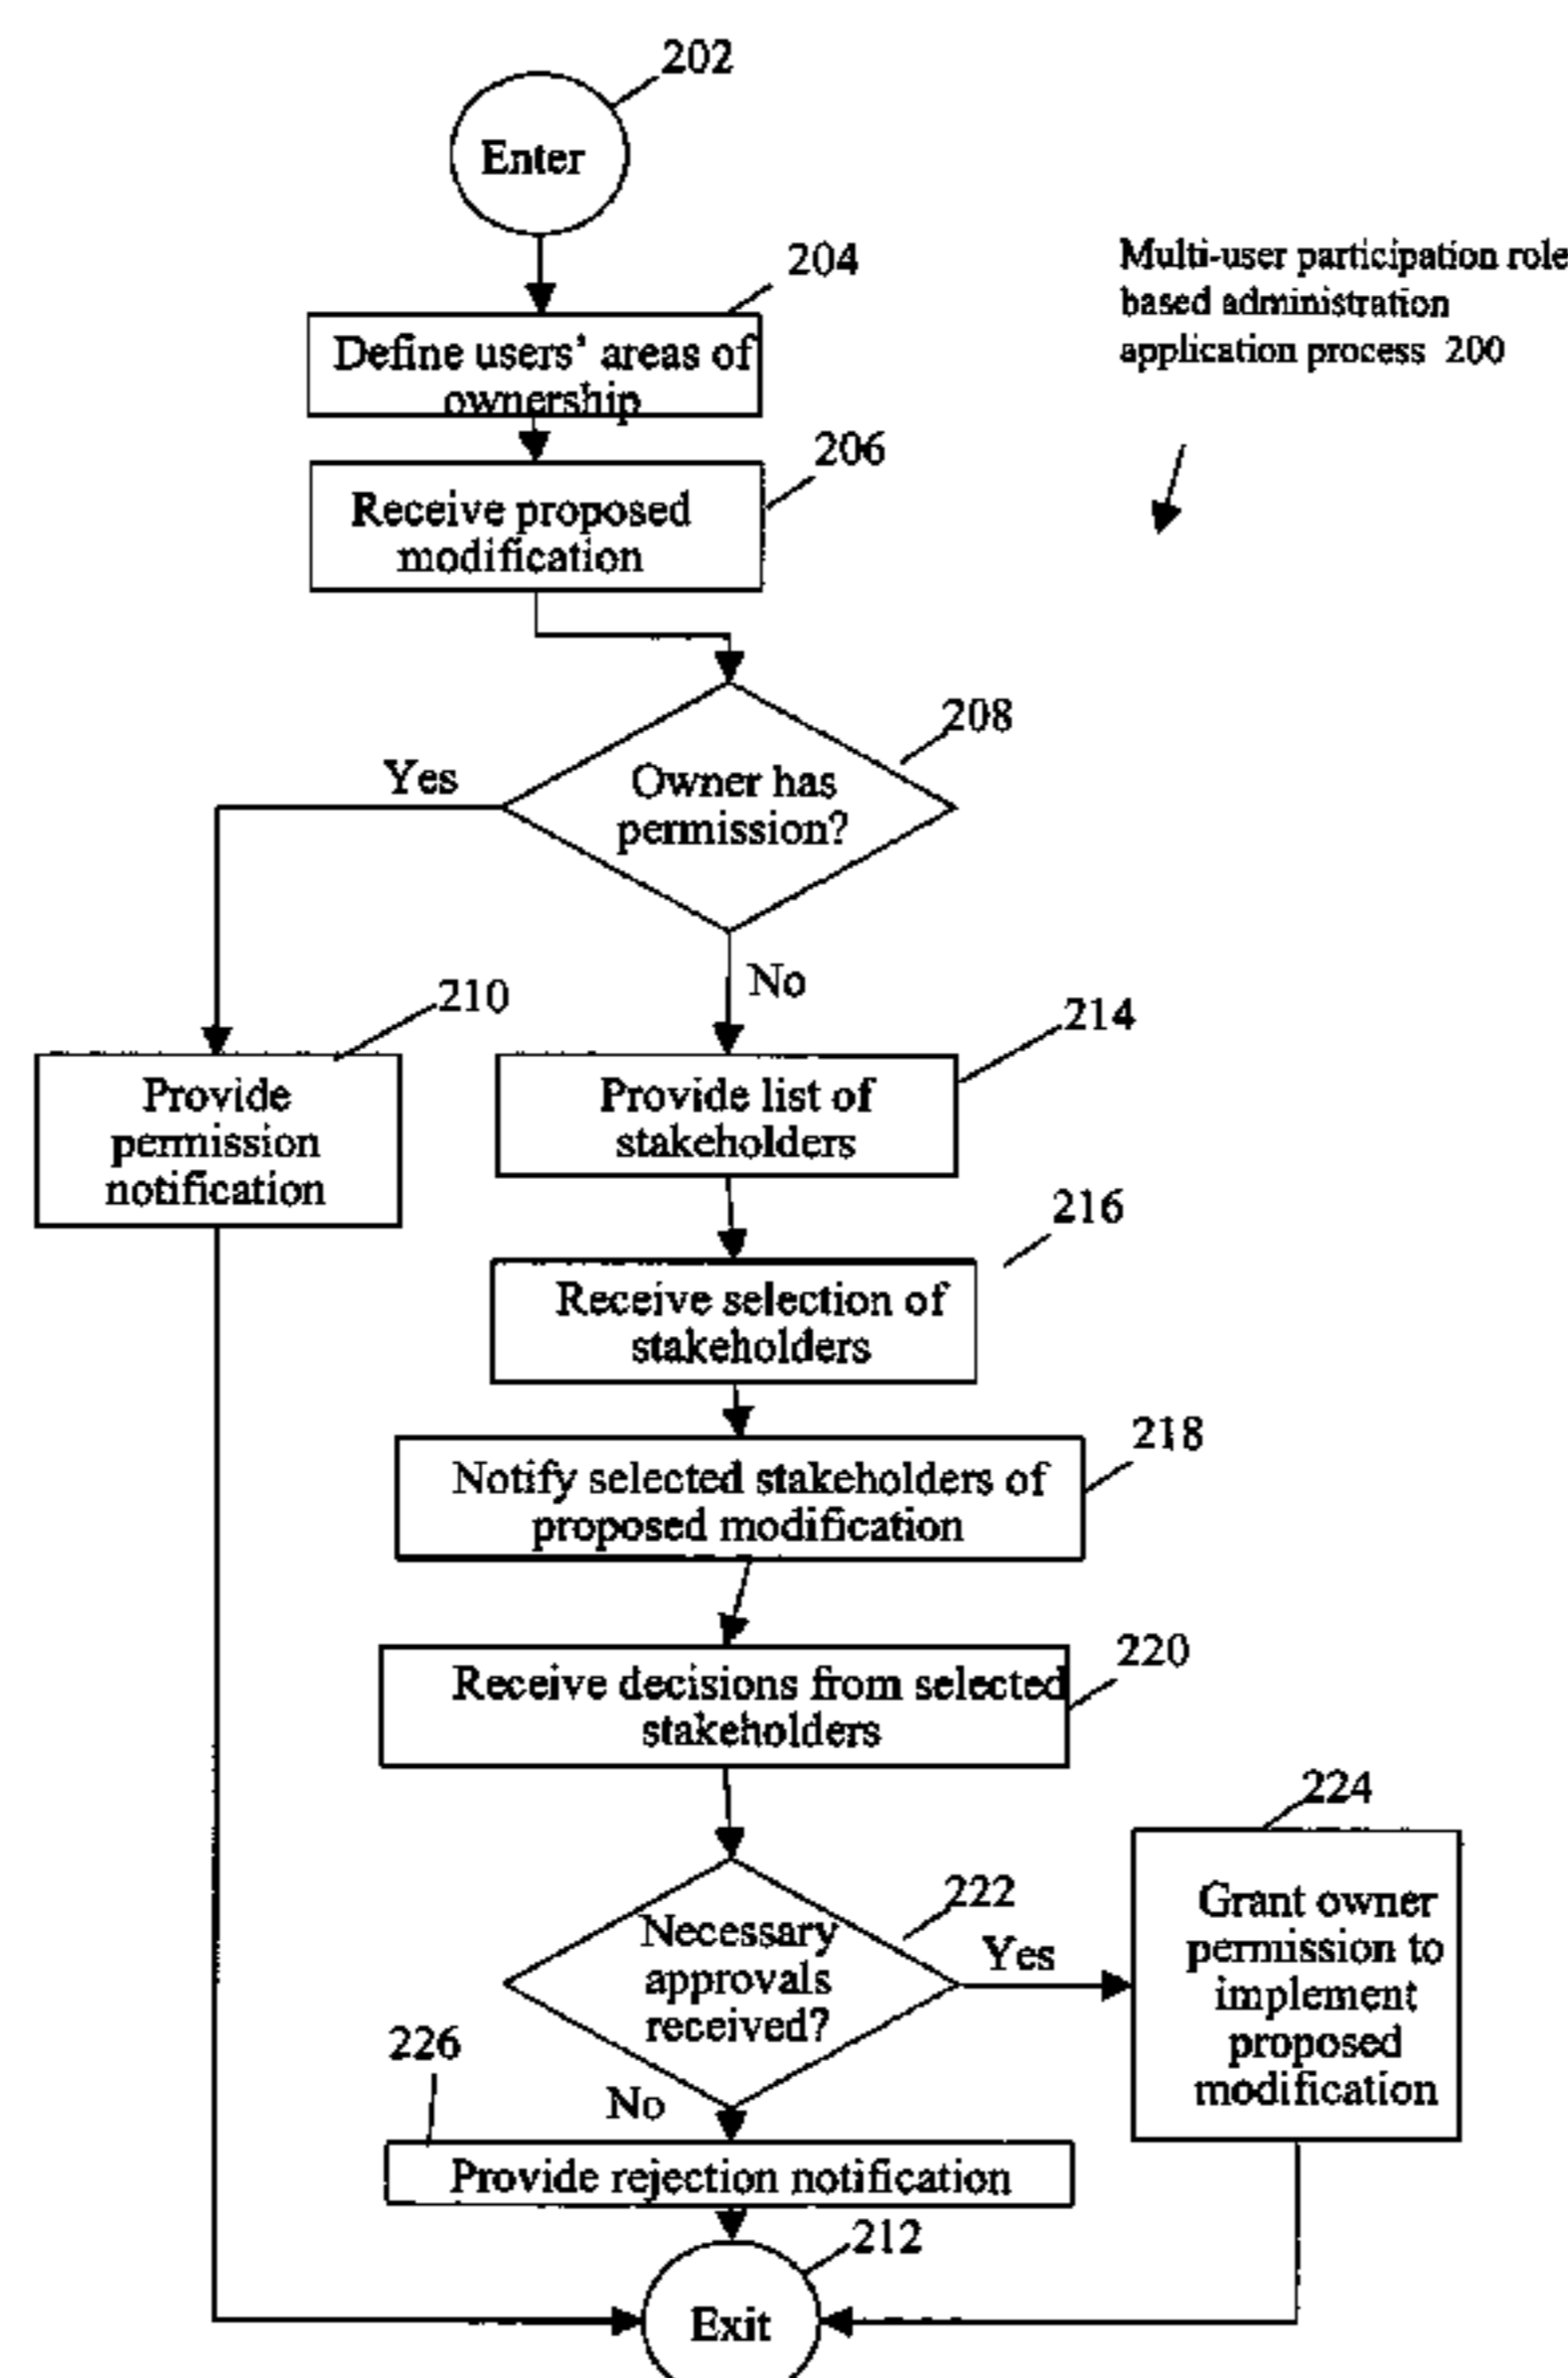 202
Enter
204
Multi-user participation role
based administration
application process 200
Define users' areas of
ownership
206
Receive proposed
modification
208
Yes
Owner has
permission?
No
210
214
Provide
permission
notification
Provide list of
stakeholders
216
Receive selection of
stakeholders
218
Notify selected stakeholders of
proposed modification
220
Receive decisions from selected
stakeholders
224
222
Necessary
approvals
received?
Yes
Grant owner
permission to
implement
proposed
modification
226
No
Provide rejection notification
212
Exit